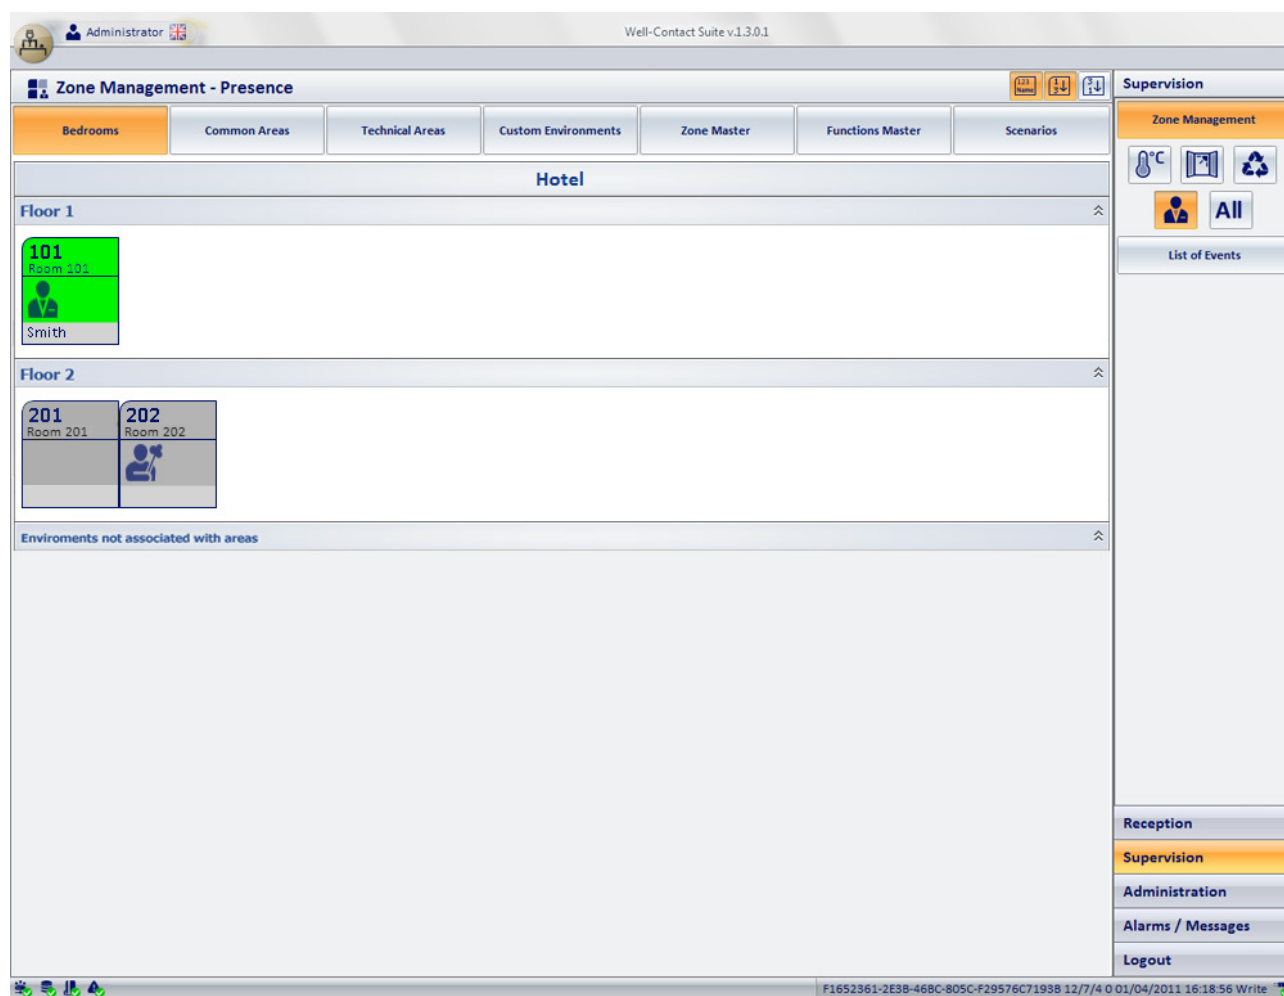 Administrator
Well-Contact Suite v.1.3.0.1
Zone Management - Presence
123
Name
Supervision
Bedrooms
Common Areas
Technical Areas
Custom Environments
Zone Master
Functions Master
Scenarios
Zone Management
°C
Hotel
All
Floor 1
List of Events
101
Room 101
Smith
Floor 2
201
Room 201
202
Room 202
Enviroments not associated with areas
Reception
Supervision
Administration
Alarms / Messages
Logout
F1652361-2E3B-46BC-805C-F29576C7193B 12/7/4 0 01/04/2011 16:18:56 Write